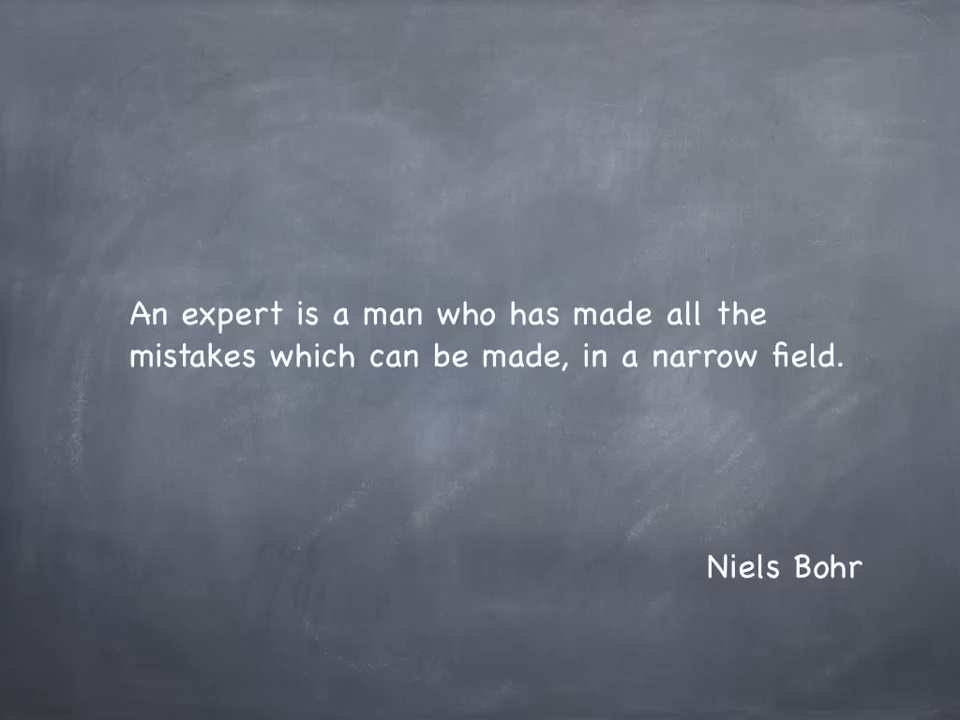 An expert is a man who has made all the
mistakes which can be made, in a narrow field.
Niels Bohr